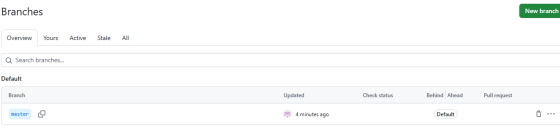 Branches
New branch
Overview Yours Active Stale All
Search branches...
Default
Branch Updated Check status Behind Ahead Pull request
master 4 minutes ago Default